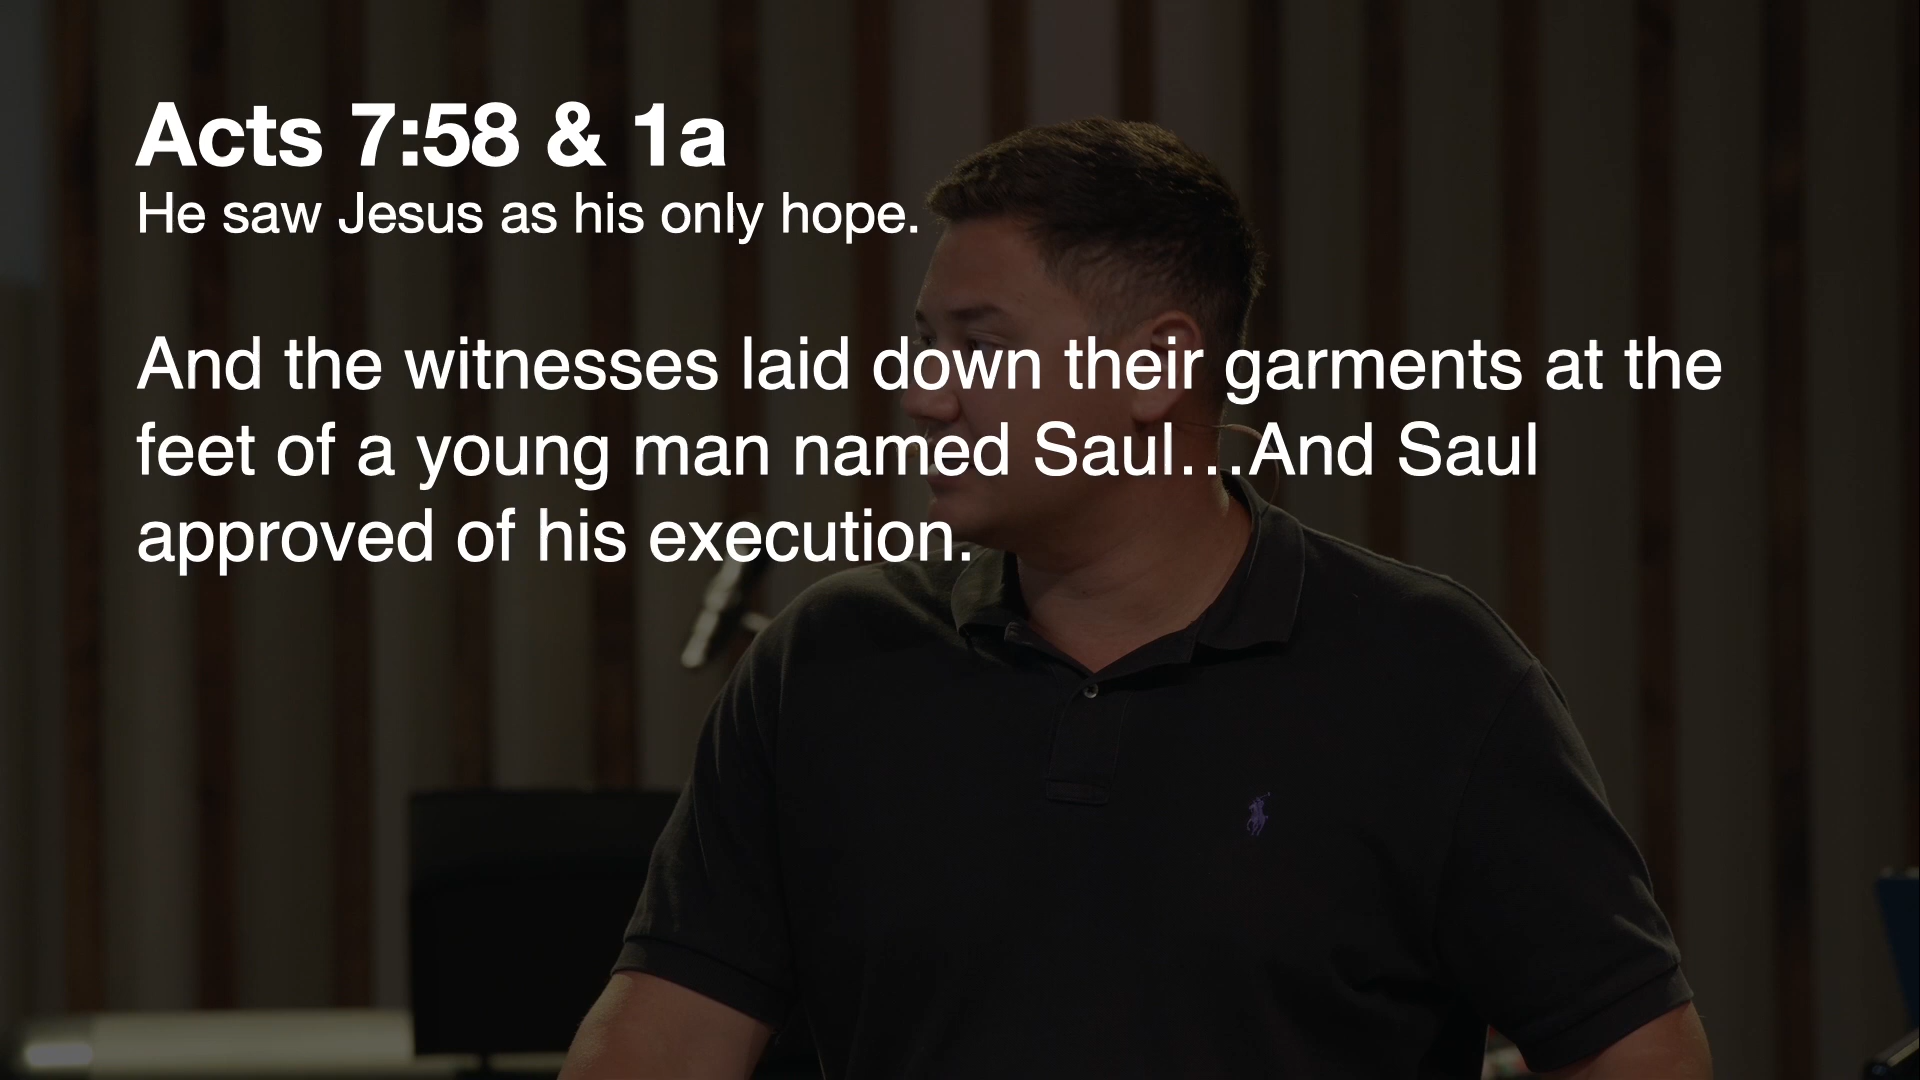 Acts 7:58 & 1a
He saw Jesus as his only hope.
And the witnesses laid down their garments at the
feet of a young man named Saul…And Saul
approved of his execution.